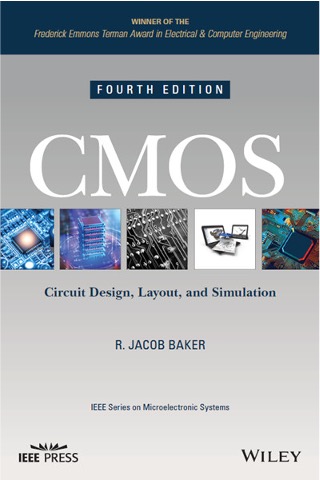 WINNER OF THE
Frederick Emmons Terman Award in Electrical & Computer Engineering
FOURTH EDITION
CMOS
Circuit Design, Layout, and Simulation
R. JACOB BAKER
IEEE Series on Microelectronic Systems
IEEE PRESS
WILEY